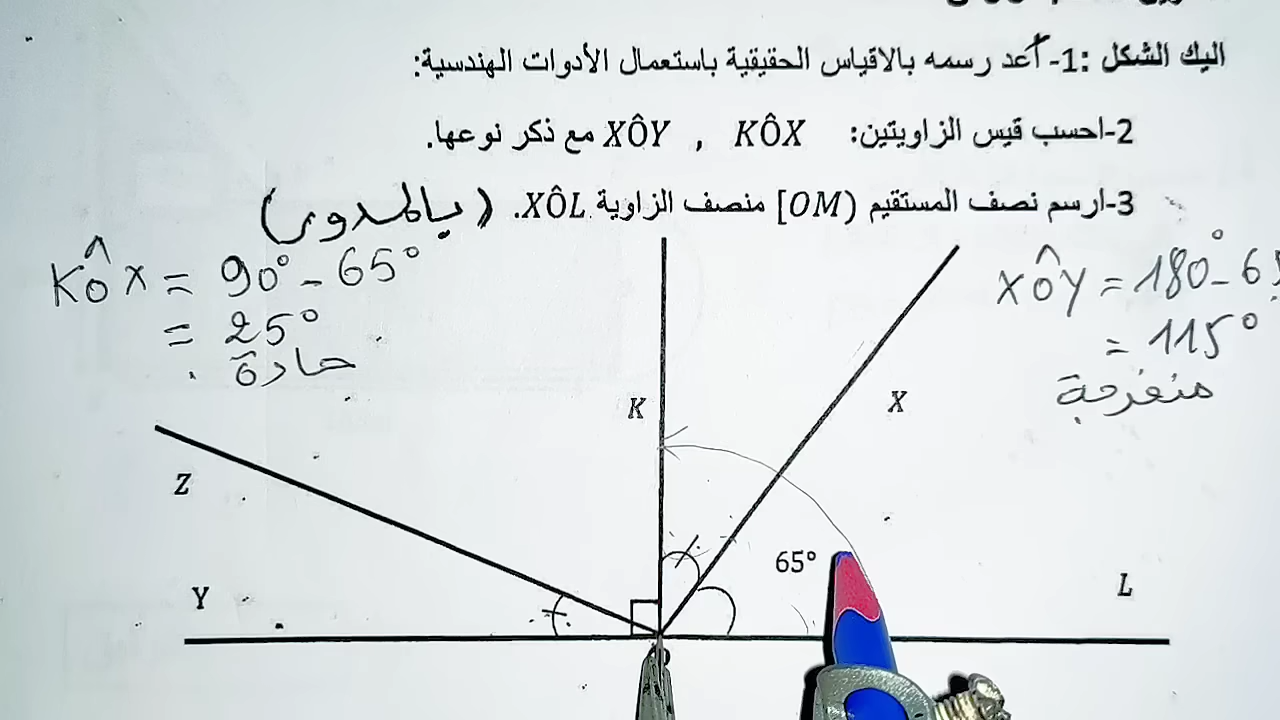 اليك الشكل :1-أعد رسمه بالاقياس الحقيقية باستعمال الأدوات الهندسية:
2-احسب قيس الزاويتين: KÔX , XÔY مع ذكر نوعها.
3-ارسم نصف المستقيم [OM) منصف الزاوية XÔL. (بالمدور)
KÔX = 90° - 65°
= 25°
حادة.
XÔY = 180° - 65
= 115°
منفرجة
K
X
Z
65°
Y
L